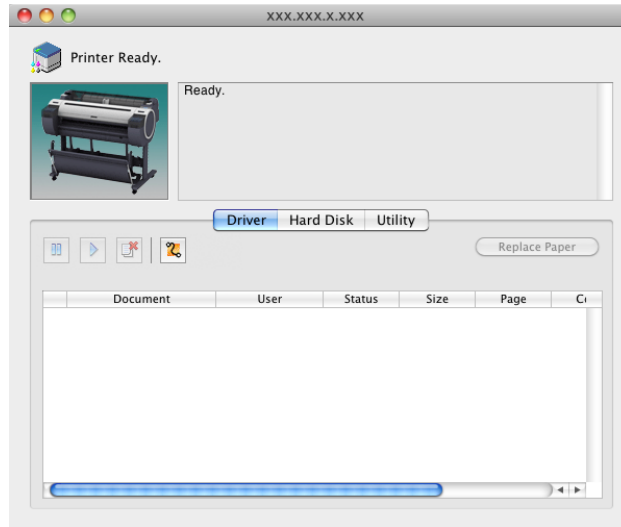 xxx.xxx.x.xxx
Printer Ready.
Ready.
Driver Hard Disk Utility
Replace Paper
Document User Status Size Page